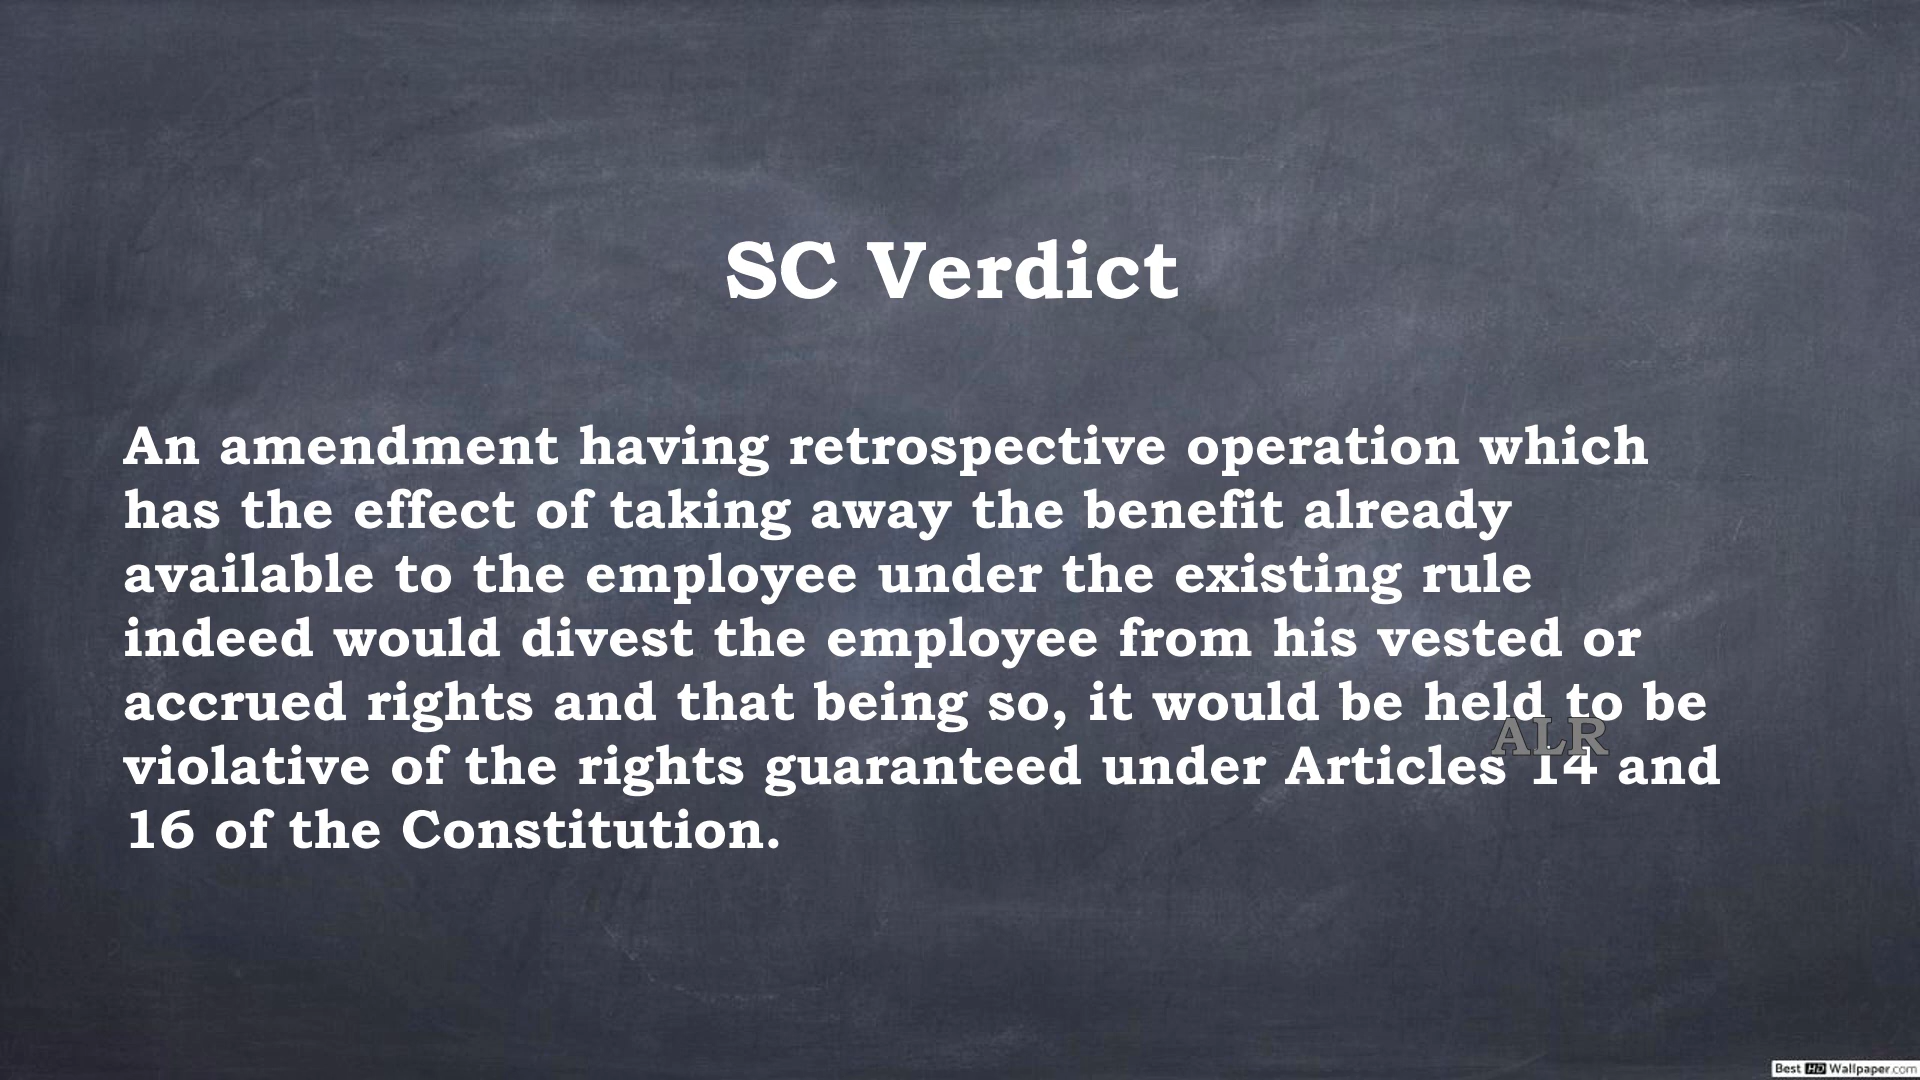 SC Verdict
An amendment having retrospective operation which
has the effect of taking away the benefit already
available to the employee under the existing rule
indeed would divest the employee from his vested or
accrued rights and that being so, it would be held to be
ALR
violative of the rights guaranteed under Articles 14 and
16 of the Constitution.
Best HD Wallpaper.com